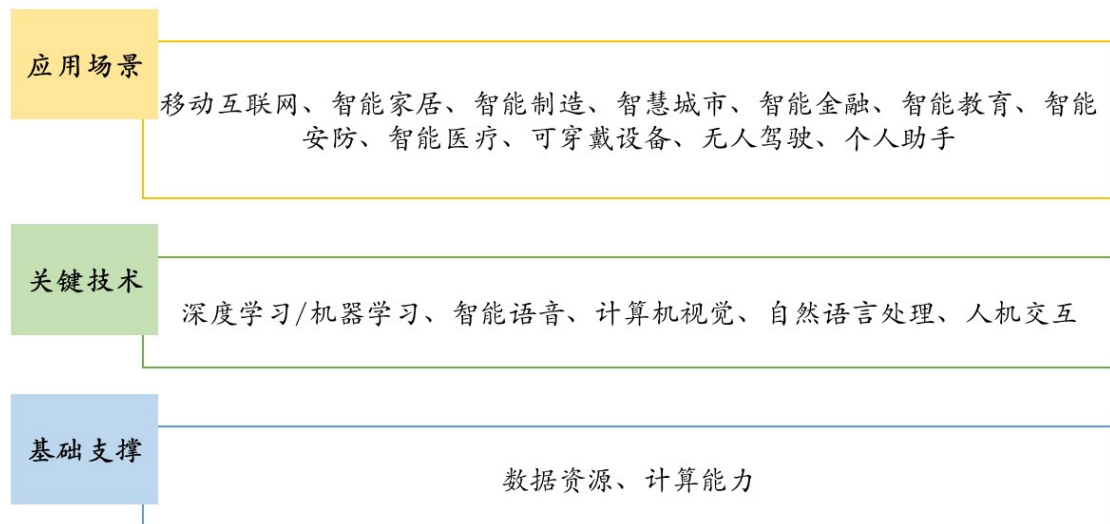 应用场景
移动互联网、智能家居、智能制造、智慧城市、智能金融、智能教育、智能
安防、智能医疗、可穿戴设备、无人驾驶、个人助手
关键技术
深度学习/机器学习、智能语音、计算机视觉、自然语言处理、人机交互
基础支撑
数据资源、计算能力